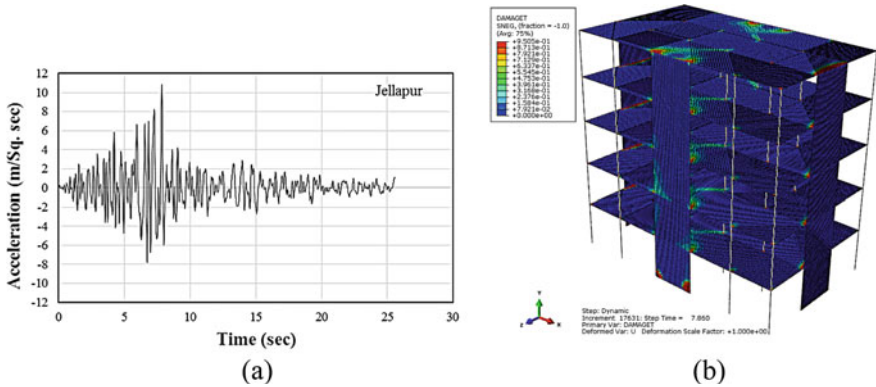 12
10
8
6
4
2
0
-2
-4
-6
-8
-10
-12
Acceleration (m/Sq. scc)
Jellapur
0
5
10
15
20
25
30
Time (sec)
(a)
DAMAGET
SNEG, (fraction = -1.0)
(Avg: 75%)
+9.505e-01
+8.713e-01
+7.921e-01
+7.129e-01
+6.337e-01
+5.545e-01
+4.753e-01
+3.961e-01
+3.168e-01
+2.376e-01
+1.584e-01
+7.921e-02
+0.000e+00
Y
Z
X
Step: Dynamic
Increment 17631: Step Time = 7.860
Primary Var: DAMAGET
Deformed Var: U Deformation Scale Factor: +1.000e+00
(b)